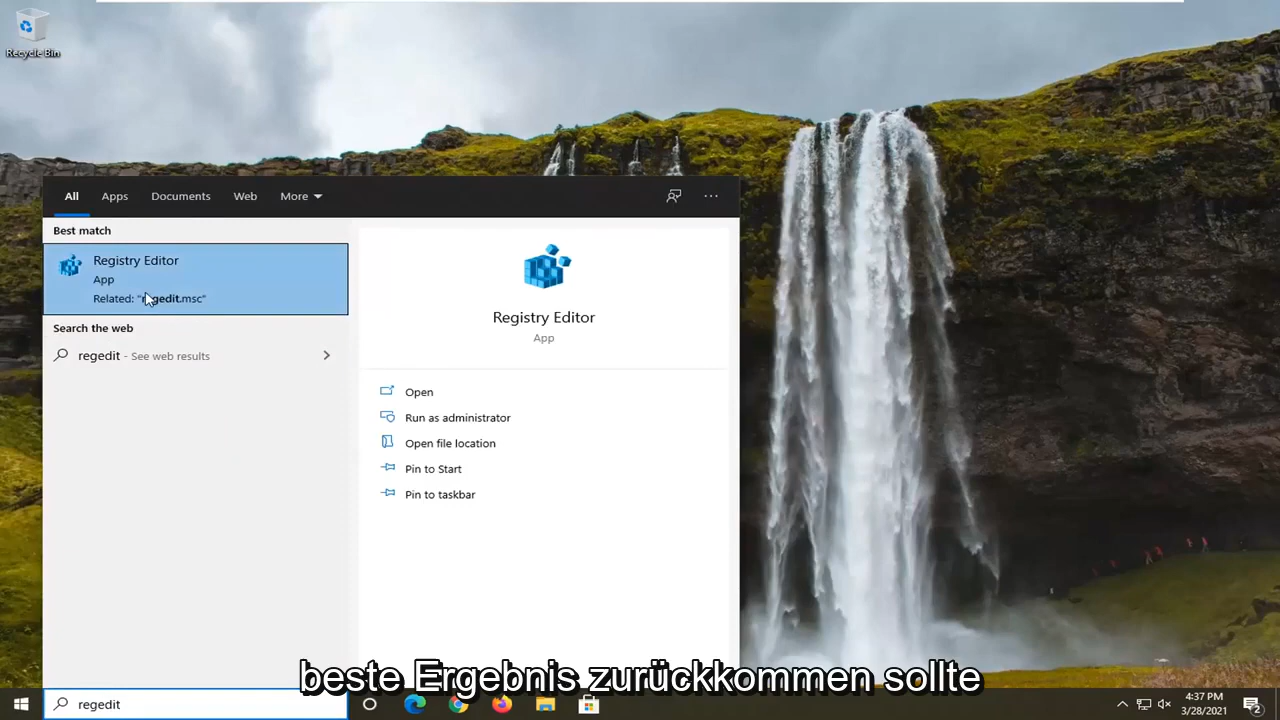 Recycle Bin
All Apps Documents Web More
Best match
Registry Editor
App
Related: "regedit.msc"
Search the web
regedit - See web results
Registry Editor
App
Open
Run as administrator
Open file location
Pin to Start
Pin to taskbar
beste Ergebnis zurückkommen sollte
regedit
4:37 PM
3/28/2021
2